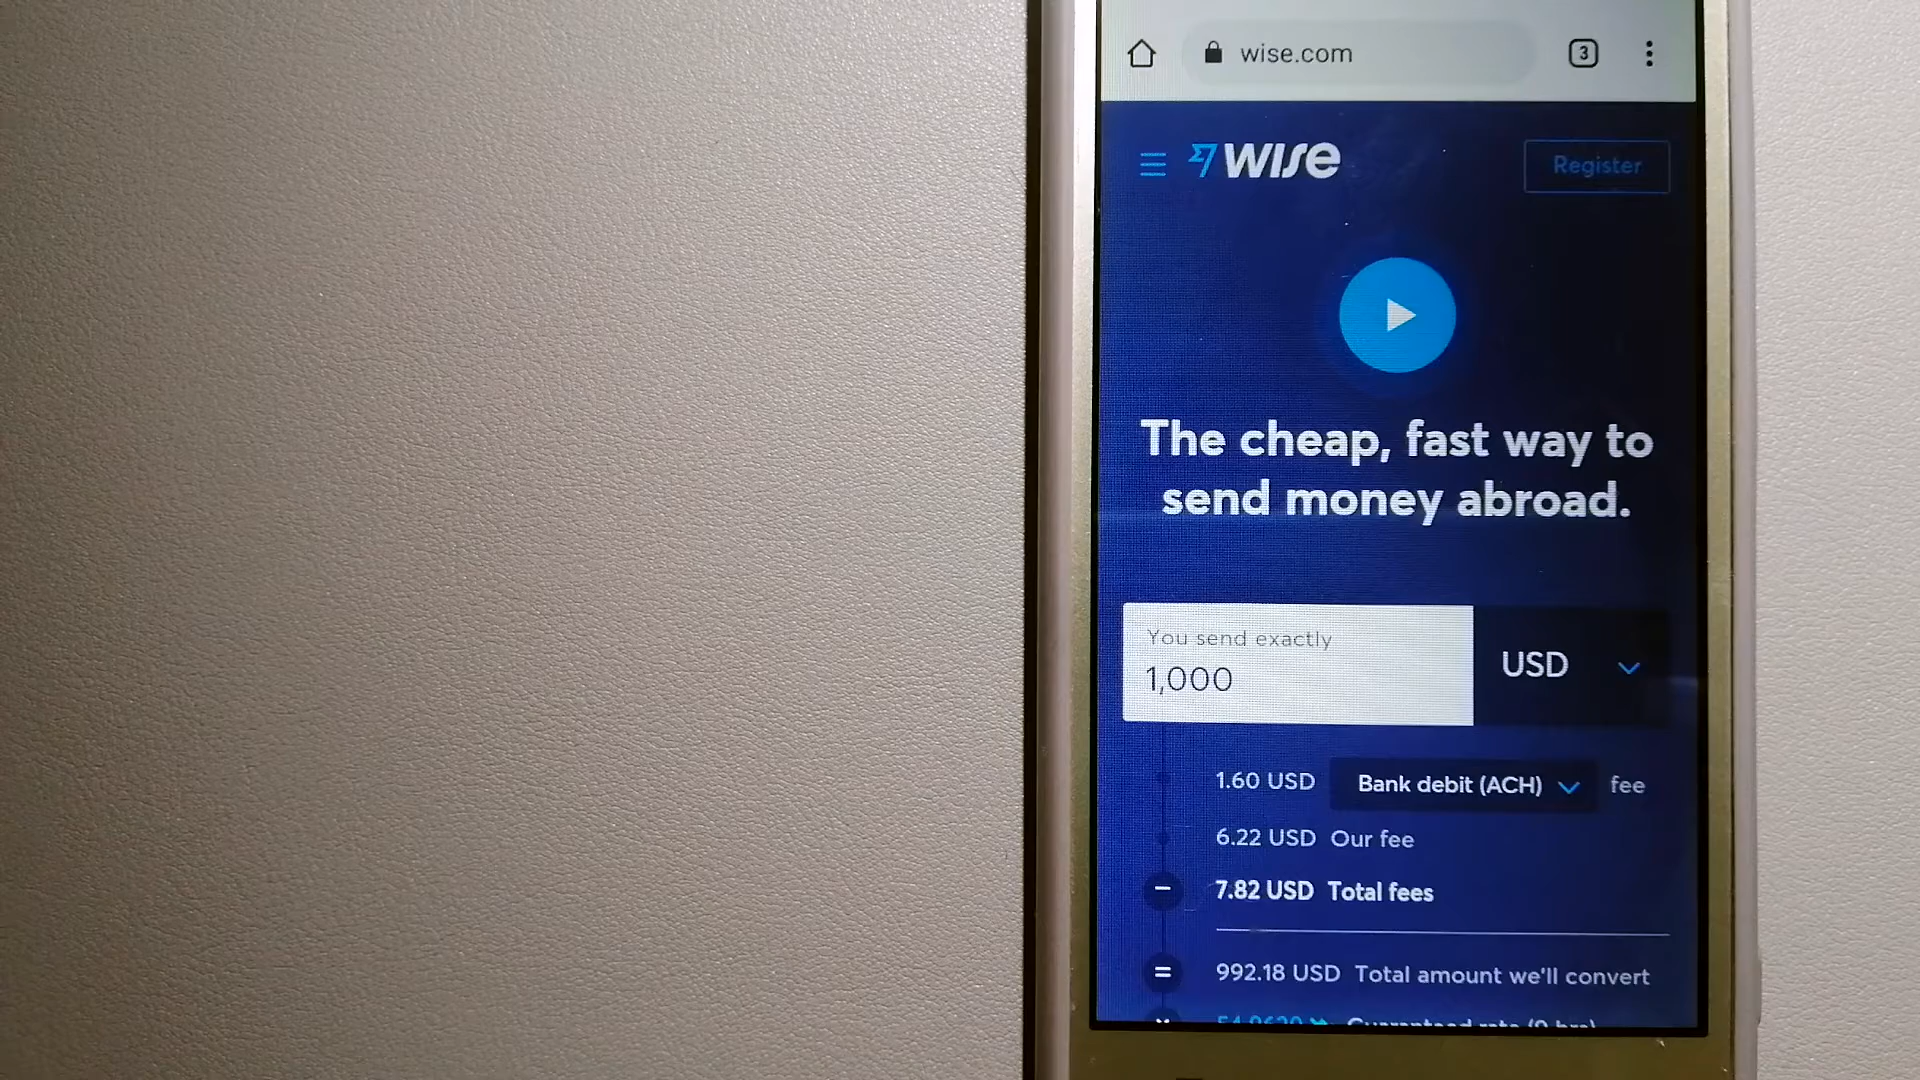 wise.com
3
wise
Register
The cheap, fast way to
send money abroad.
You send exactly
1,000
USD
1.60 USD Bank debit (ACH) fee
6.22 USD Our fee
7.82 USD Total fees
992.18 USD Total amount we'll convert
Guaranteed rate